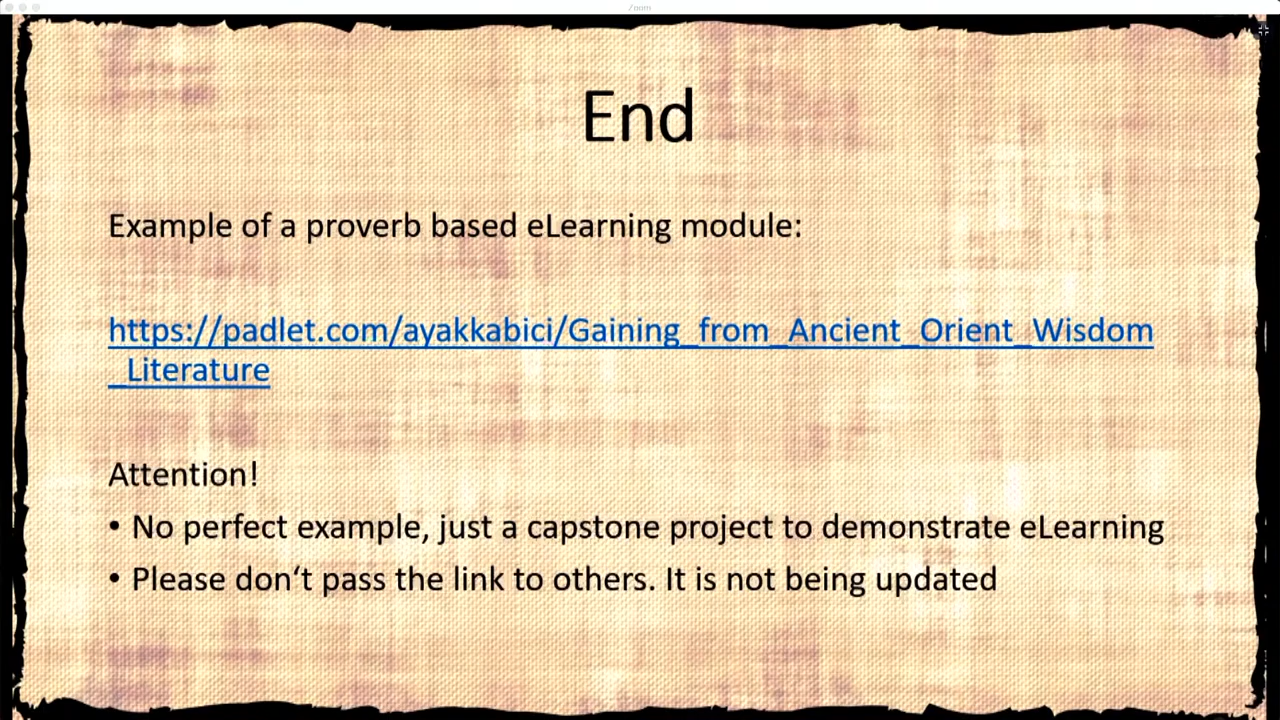 End
Example of a proverb based eLearning module:
https://padlet.com/ayakkabici/Gaining_from_Ancient_Orient_Wisdom
_Literature
Attention!
• No perfect example, just a capstone project to demonstrate eLearning
• Please don‘t pass the link to others. It is not being updated